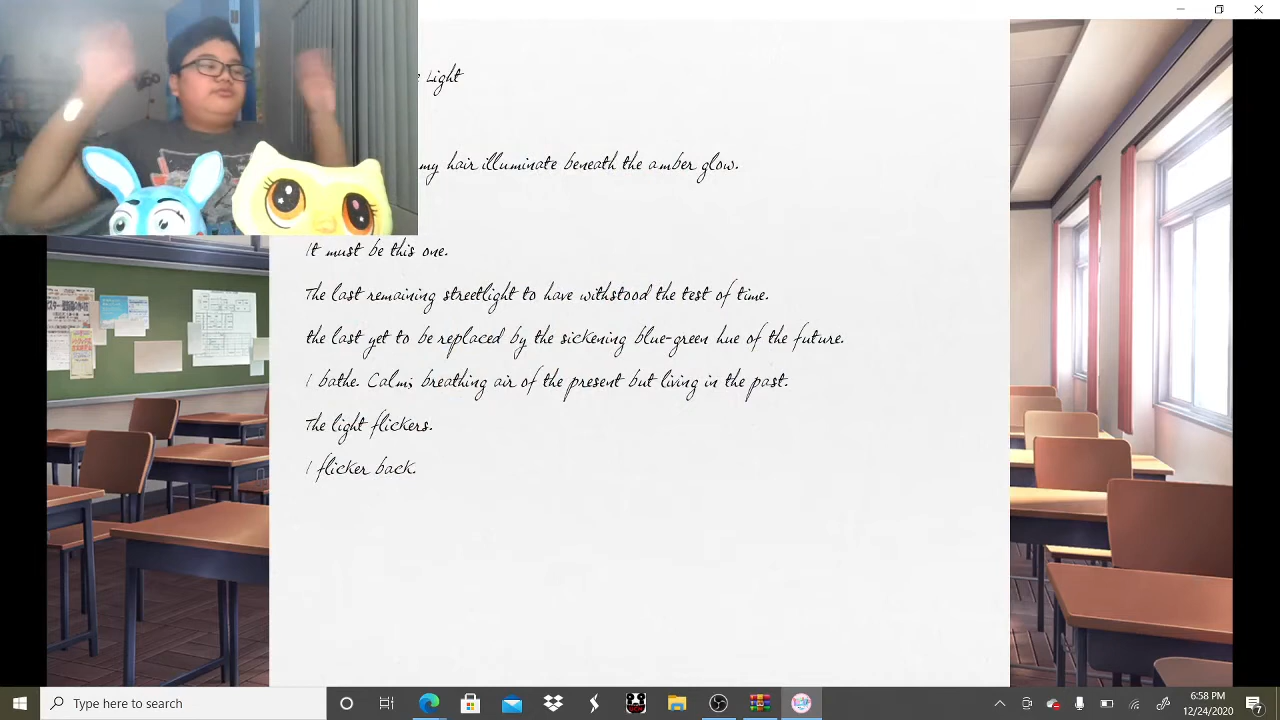 e Light
my hair illuminate beneath the amber glow.
It must be this one.
The last remaining streetlight to have withstood the test of time.
the last yet to be replaced by the sickening blue-green hue of the future.
I bathe. Calm; breathing air of the present but living in the past.
The light flickers.
I flicker back.
Type here to search
6:58 PM
12/24/2020
7